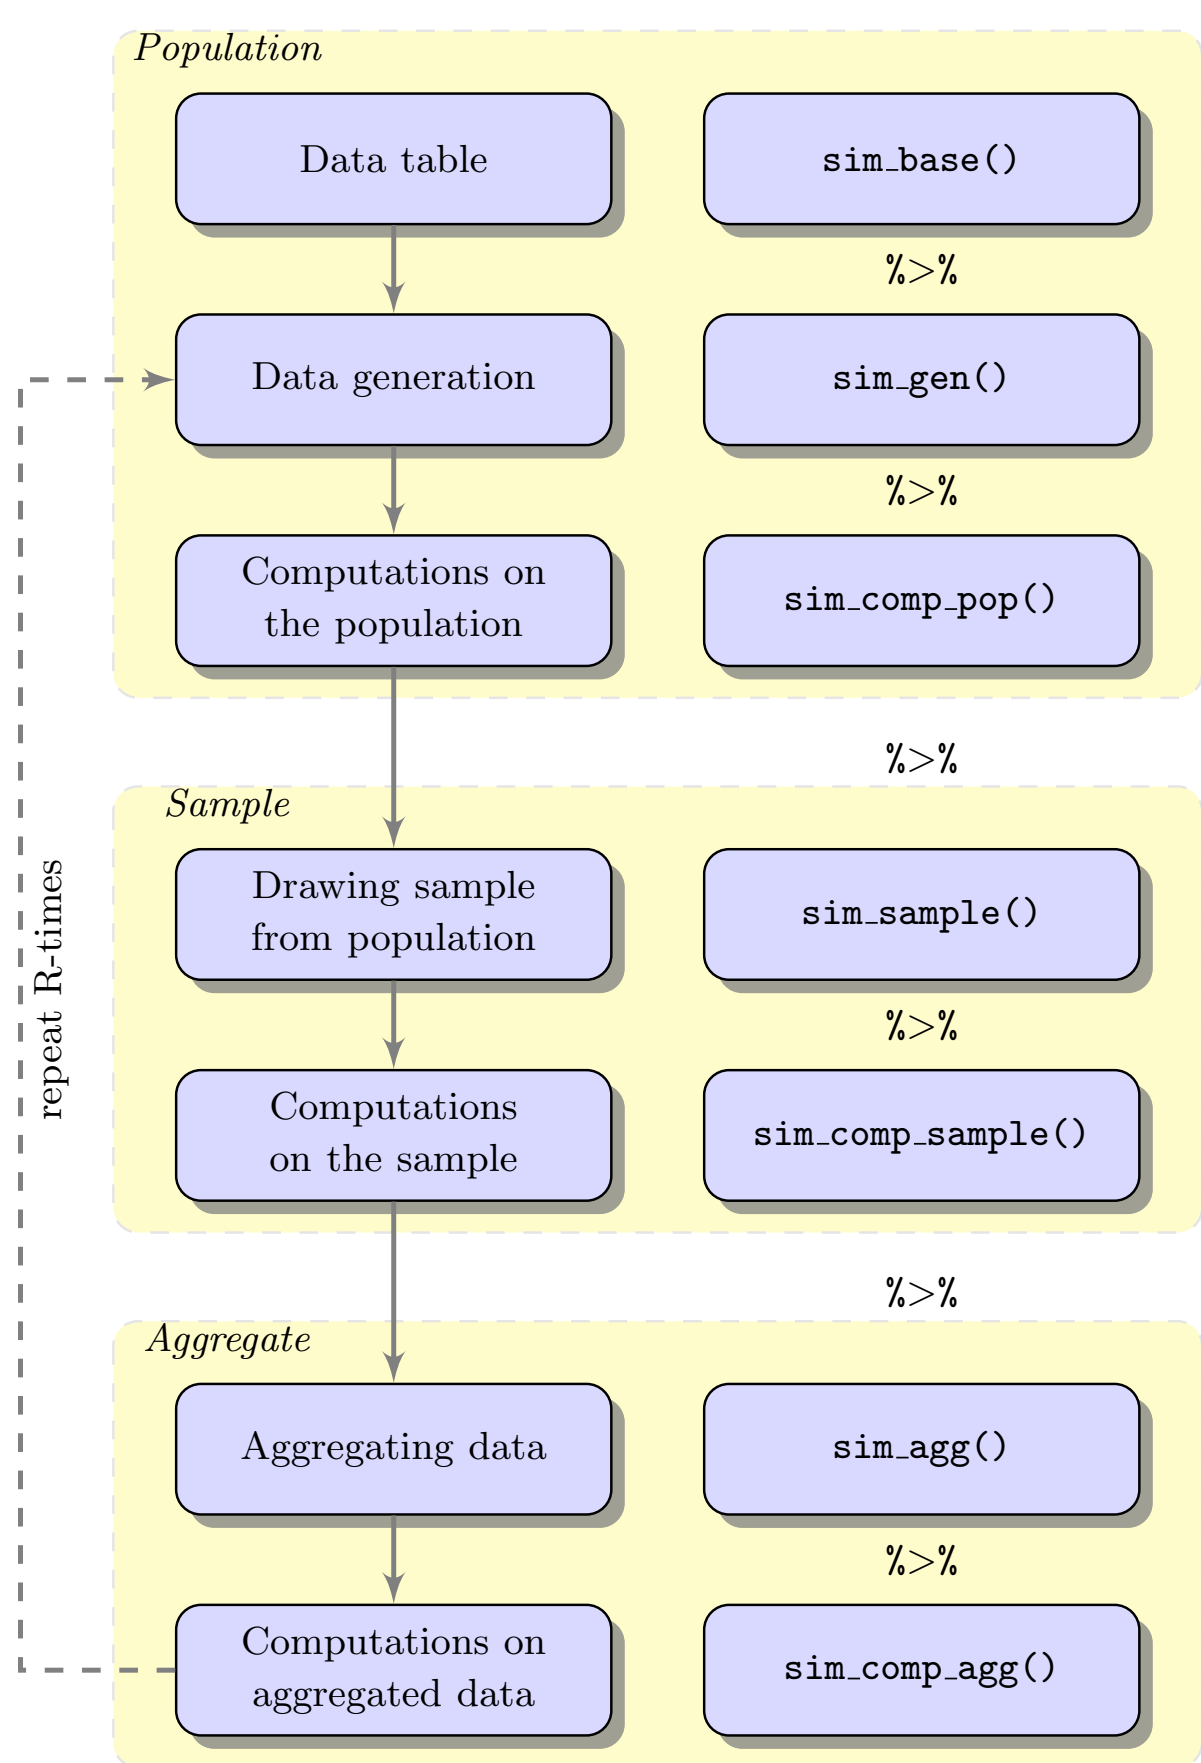 Population
Data table
sim_base()
%>%
Data generation
sim_gen()
%>%
Computations on
the population
sim_comp_pop()
%>%
Sample
Drawing sample
from population
sim_sample()
%>%
Computations
on the sample
sim_comp_sample()
%>%
Aggregate
Aggregating data
sim_agg()
%>%
Computations on
aggregated data
sim_comp_agg()
repeat R-times